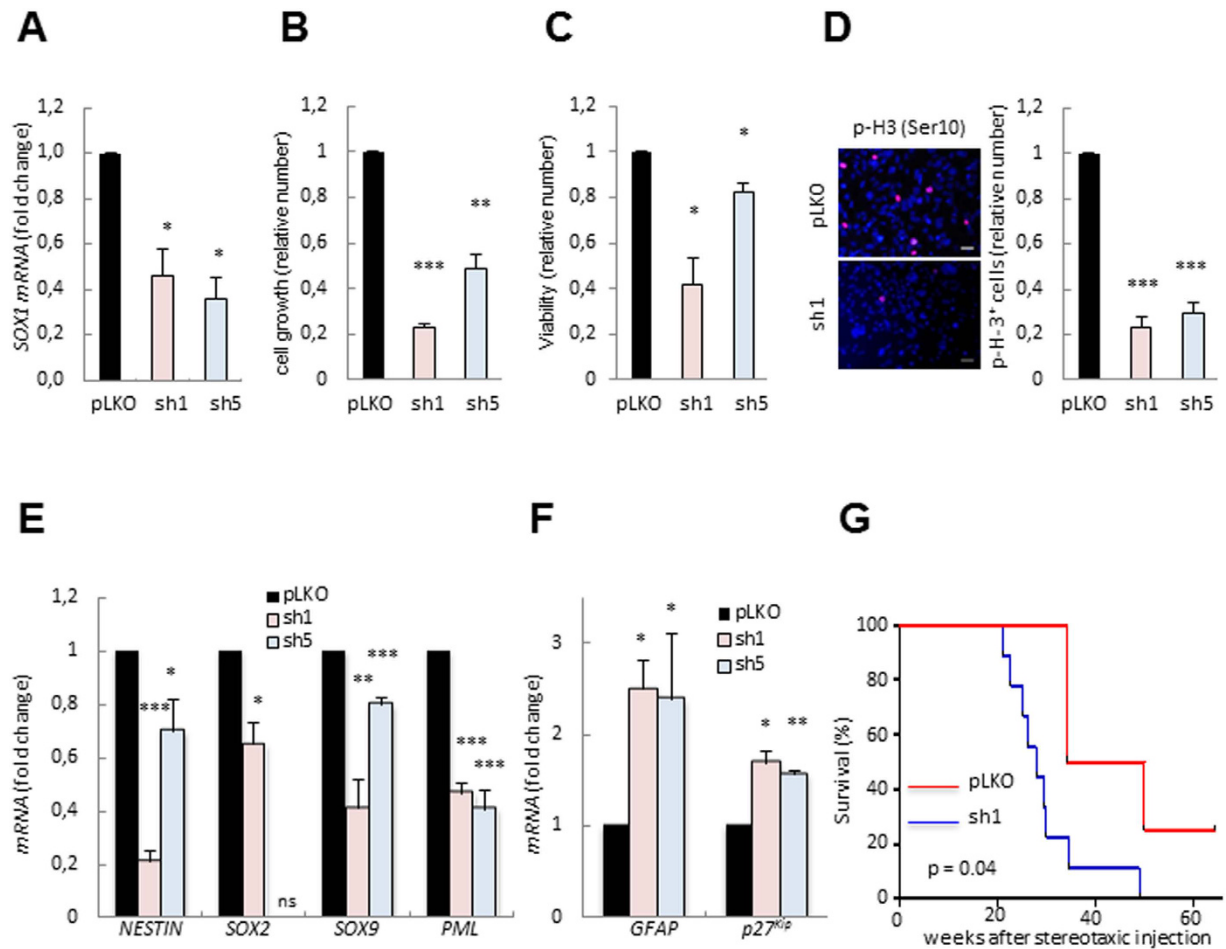 A
SOX1 mRNA (fold change)
1,2
1
0,8
0,6
0,4
0,2
0,0
*
*
pLKO sh1 sh5
B
cell growth (relative number)
1,2
1
0,8
0,6
0,4
0,2
0
***
**
pLKO sh1 sh5
C
Viability (relative number)
1,2
1
0,8
0,6
0,4
0,2
0
*
*
pLKO sh1 sh5
D
p-H3 (Ser10)
pLKO
sh1
p-H-3+ cells (relative number)
1,2
1
0,8
0,6
0,4
0,2
0
***
***
pLKO sh1 sh5
E
mRNA (fold change)
1,2
1
0,8
0,6
0,4
0,2
0
pLKO
sh1
sh5
***
*
*
ns
**
***
***
***
NESTIN SOX2 SOX9 PML
F
mRNA (fold change)
3
2
1
0
pLKO
sh1
sh5
*
*
*
**
GFAP p27Kip
G
Survival (%)
100
80
60
40
20
0
pLKO
sh1
p = 0.04
0 20 40 60
weeks after stereotaxic injection